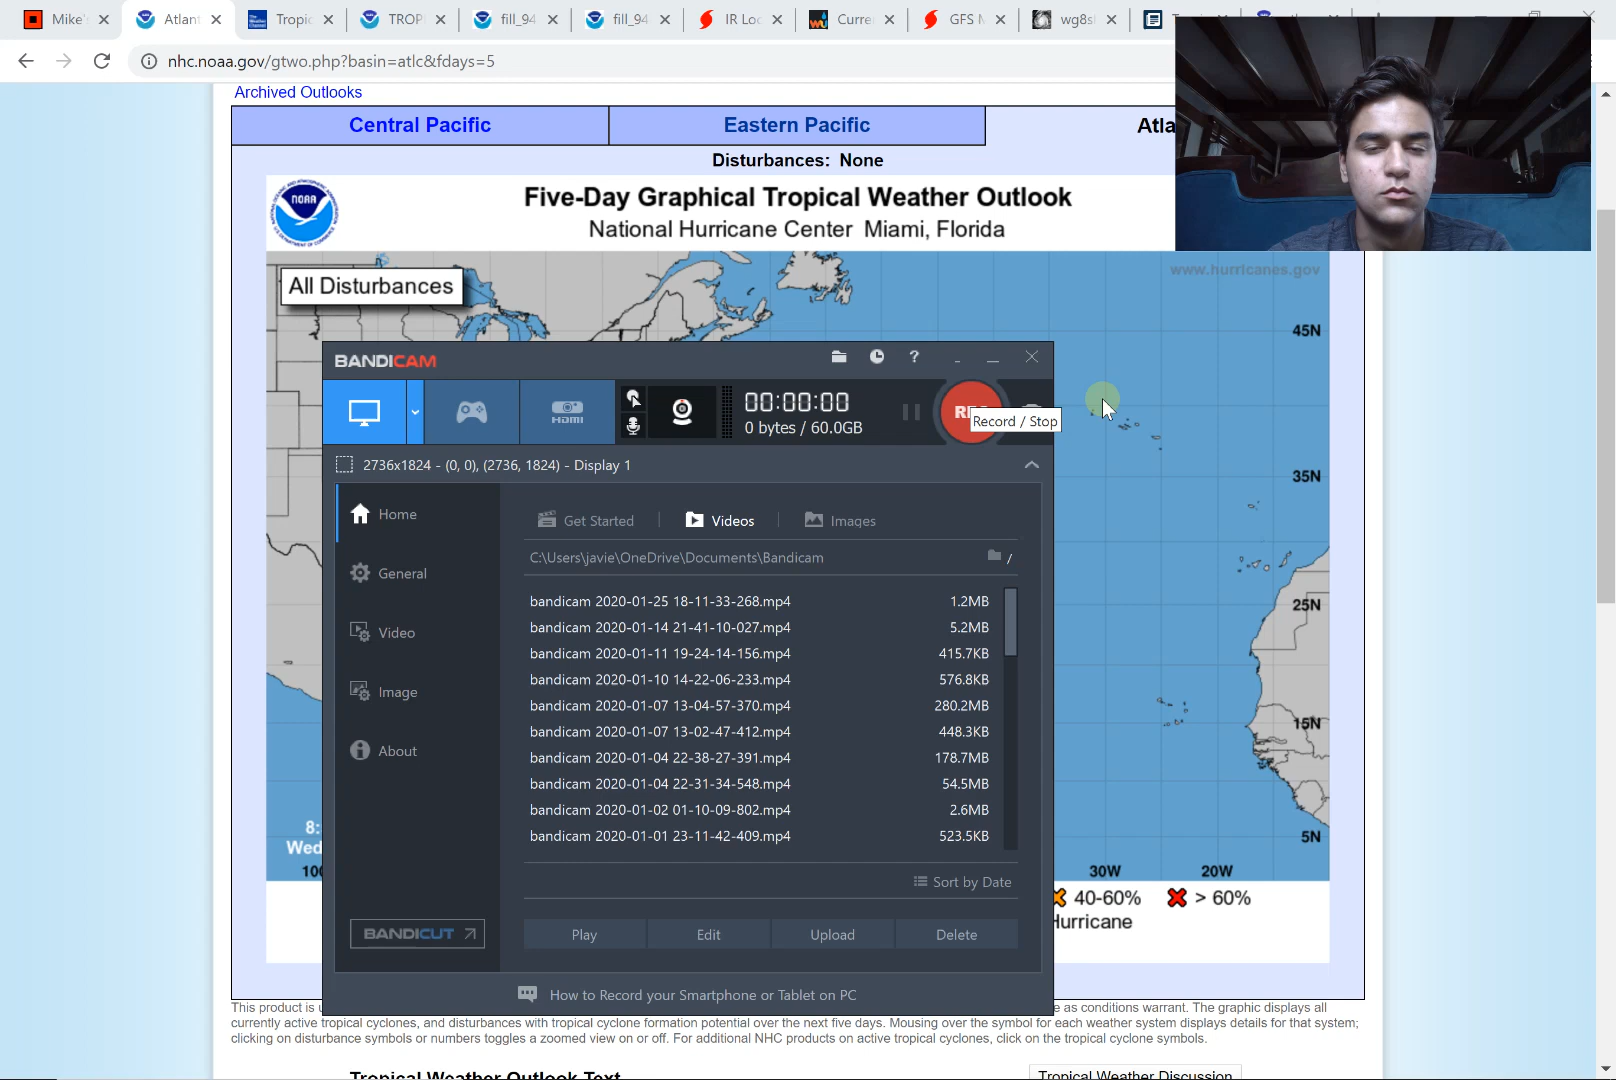 Mike's
Atlant
Tropic
TROP
fill_94
fill_94
IR Loo
Curre
GFS M
wg8s
nhc.noaa.gov/gtwo.php?basin=atlc&fdays=5
Archived Outlooks
Central Pacific
Eastern Pacific
Atla
Disturbances: None
NOAA
Five-Day Graphical Tropical Weather Outlook
National Hurricane Center Miami, Florida
www.hurricanes.gov
All Disturbances
45N
35N
25N
15N
5N
30W
20W
8:
Wed
100
40-60%
> 60%
Hurricane
BANDICAM
?
HDMI
00:00:00
0 bytes / 60.0GB
REC
Record / Stop
2736x1824 - (0, 0), (2736, 1824) - Display 1
Home
General
Video
Image
About
BANDICUT
Get Started
Videos
Images
C:\Users\javie\OneDrive\Documents\Bandicam
/
bandicam 2020-01-25 18-11-33-268.mp4 1.2MB
bandicam 2020-01-14 21-41-10-027.mp4 5.2MB
bandicam 2020-01-11 19-24-14-156.mp4 415.7KB
bandicam 2020-01-10 14-22-06-233.mp4 576.8KB
bandicam 2020-01-07 13-04-57-370.mp4 280.2MB
bandicam 2020-01-07 13-02-47-412.mp4 448.3KB
bandicam 2020-01-04 22-38-27-391.mp4 178.7MB
bandicam 2020-01-04 22-31-34-548.mp4 54.5MB
bandicam 2020-01-02 01-10-09-802.mp4 2.6MB
bandicam 2020-01-01 23-11-42-409.mp4 523.5KB
Sort by Date
Play
Edit
Upload
Delete
How to Record your Smartphone or Tablet on PC
This product is u e as conditions warrant. The graphic displays all
currently active tropical cyclones, and disturbances with tropical cyclone formation potential over the next five days. Mousing over the symbol for each weather system displays details for that system;
clicking on disturbance symbols or numbers toggles a zoomed view on or off. For additional NHC products on active tropical cyclones, click on the tropical cyclone symbols.
Tropical Weather Outlook Text
Tropical Weather Discussion